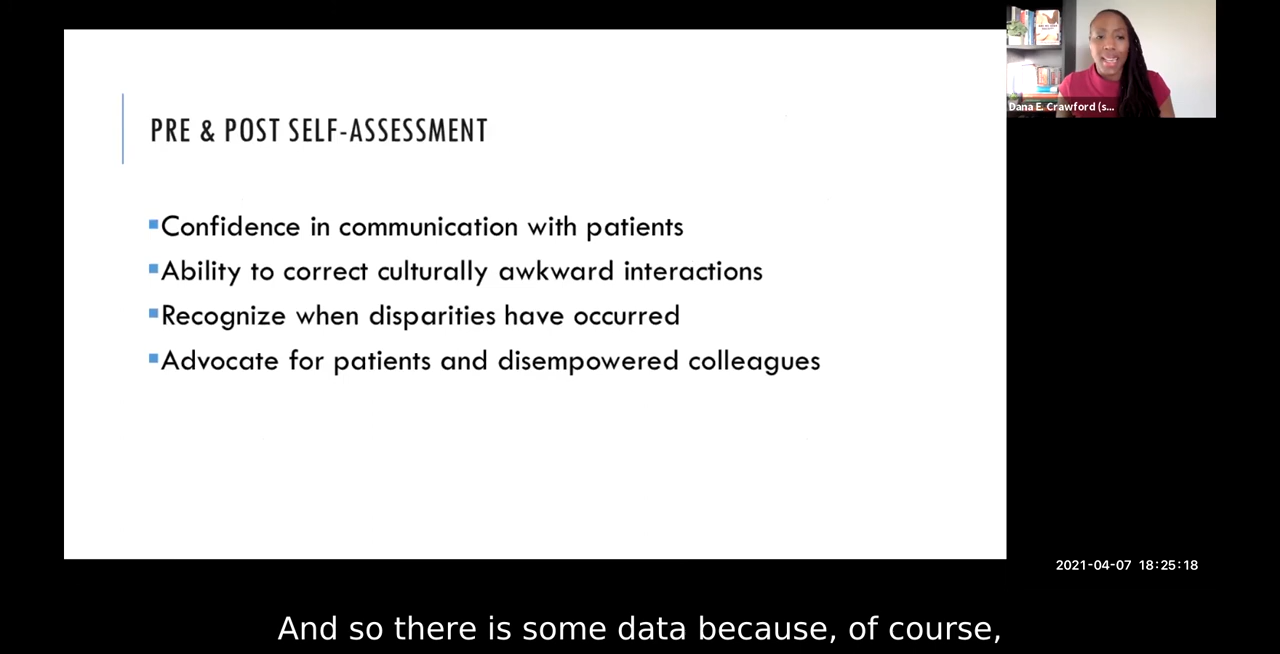 PRE & POST SELF-ASSESSMENT
Confidence in communication with patients
Ability to correct culturally awkward interactions
Recognize when disparities have occurred
Advocate for patients and disempowered colleagues
Dana E. Crawford (s...
2021-04-07 18:25:18
And so there is some data because, of course,